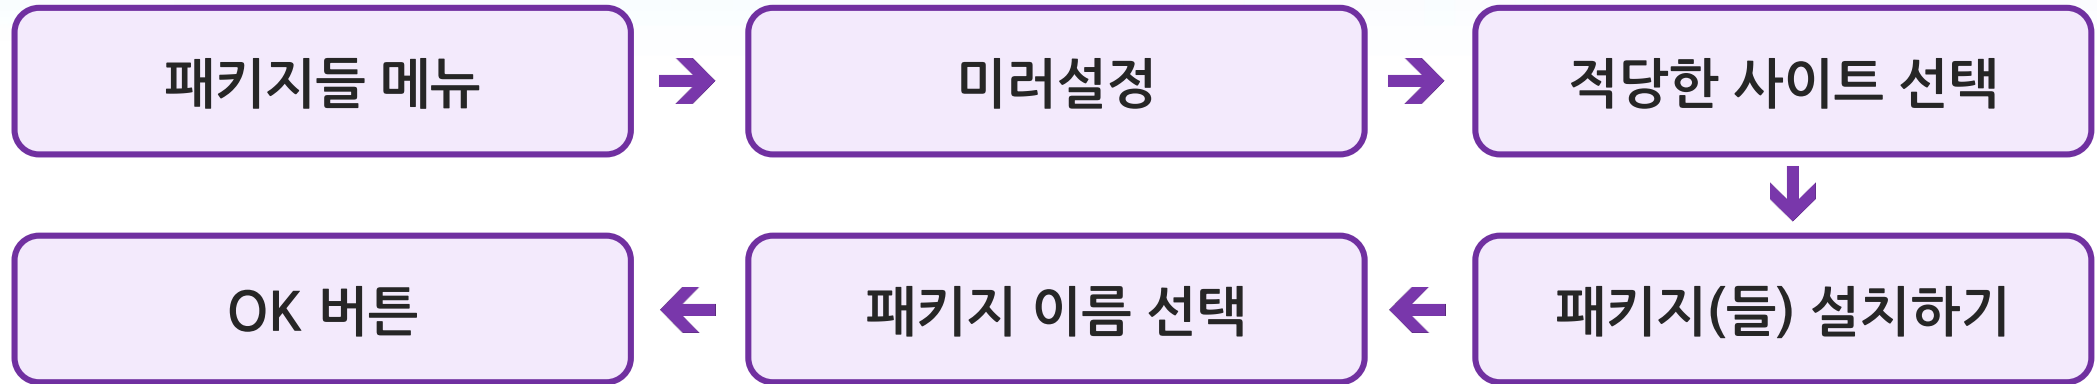 패키지들 메뉴
미러설정
적당한 사이트 선택
패키지(들) 설치하기
패키지 이름 선택
OK 버튼